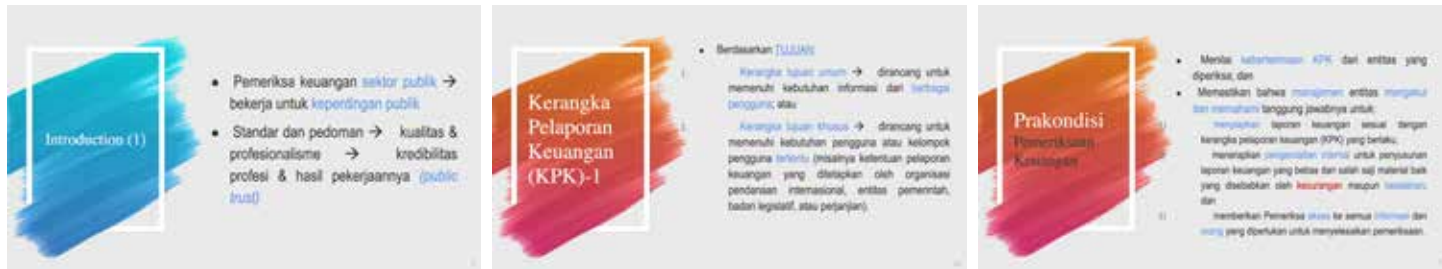 Introduction (1)
● Pemeriksa keuangan sektor publik →
bekerja untuk kepentingan publik
● Standar dan pedoman → kualitas &
profesionalisme → kredibilitas
profesi & hasil pekerjaannya (public
trust)
Kerangka
Pelaporan
Keuangan
(KPK)-1
● Berdasarkan TUJUAN:
Kerangka tujuan umum → dirancang untuk
memenuhi kebutuhan informasi dari berbagai
pengguna; atau
Kerangka tujuan khusus → dirancang untuk
memenuhi kebutuhan pengguna atau kelompok
pengguna tertentu (misalnya ketentuan pelaporan
keuangan yang ditetapkan oleh organisasi
pendanaan internasional, entitas pemerintah,
badan legislatif, atau perjanjian).
Prakondisi
Pemeriksaan
Keuangan
● Menilai keberterimaan KPK dari entitas yang
diperiksa; dan
● Memastikan bahwa manajemen entitas mengakui
dan memahami tanggung jawabnya untuk:
menyiapkan laporan keuangan sesuai dengan
kerangka pelaporan keuangan (KPK) yang berlaku;
menerapkan pengendalian internal untuk penyusunan
laporan keuangan yang bebas dari salah saji material baik
yang disebabkan oleh kecurangan maupun kesalahan;
dan
memberikan Pemeriksa akses ke semua informasi dan
orang yang diperlukan untuk menyelesaikan pemeriksaan.